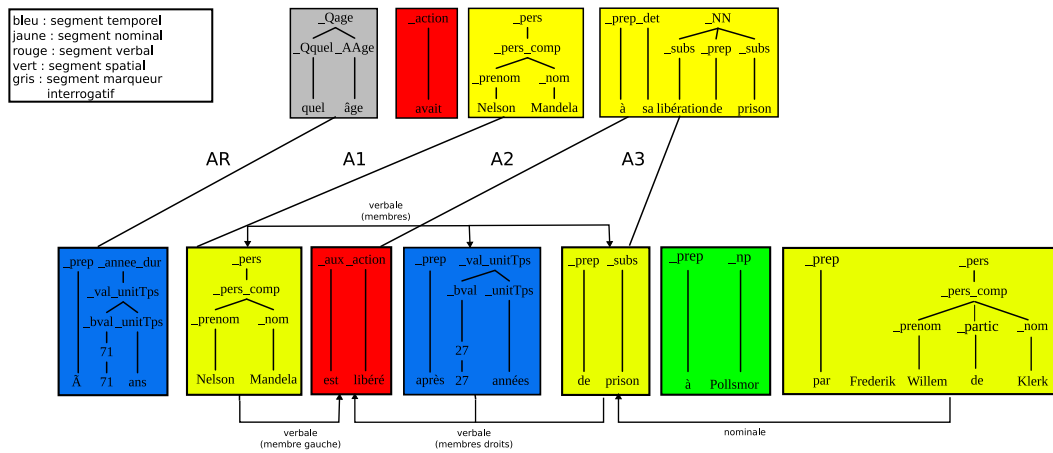 bleu : segment temporel
jaune : segment nominal
rouge : segment verbal
vert : segment spatial
gris : segment marqueur
interrogatif
_Qage
_Qquel _AAge
quel âge
_action
avait
_pers
_pers_comp
_prenom _nom
Nelson Mandela
_prep _det _NN
_subs _prep _subs
à sa libération de prison
AR A1 A2 A3
verbale
(membres)
_prep _annee_dur
_val_unitTps
_bval _unitTps
71
À 71 ans
_pers
_pers_comp
_prenom _nom
Nelson Mandela
_aux _action
est libéré
_prep _val_unitTps
_bval _unitTps
27
après 27 années
_prep _subs
de prison
_prep _np
à Pollsmor
_prep _pers
_pers_comp
_prenom _partic _nom
par Frederik Willem de Klerk
verbale
(membre gauche)
verbale
(membres droits)
nominale